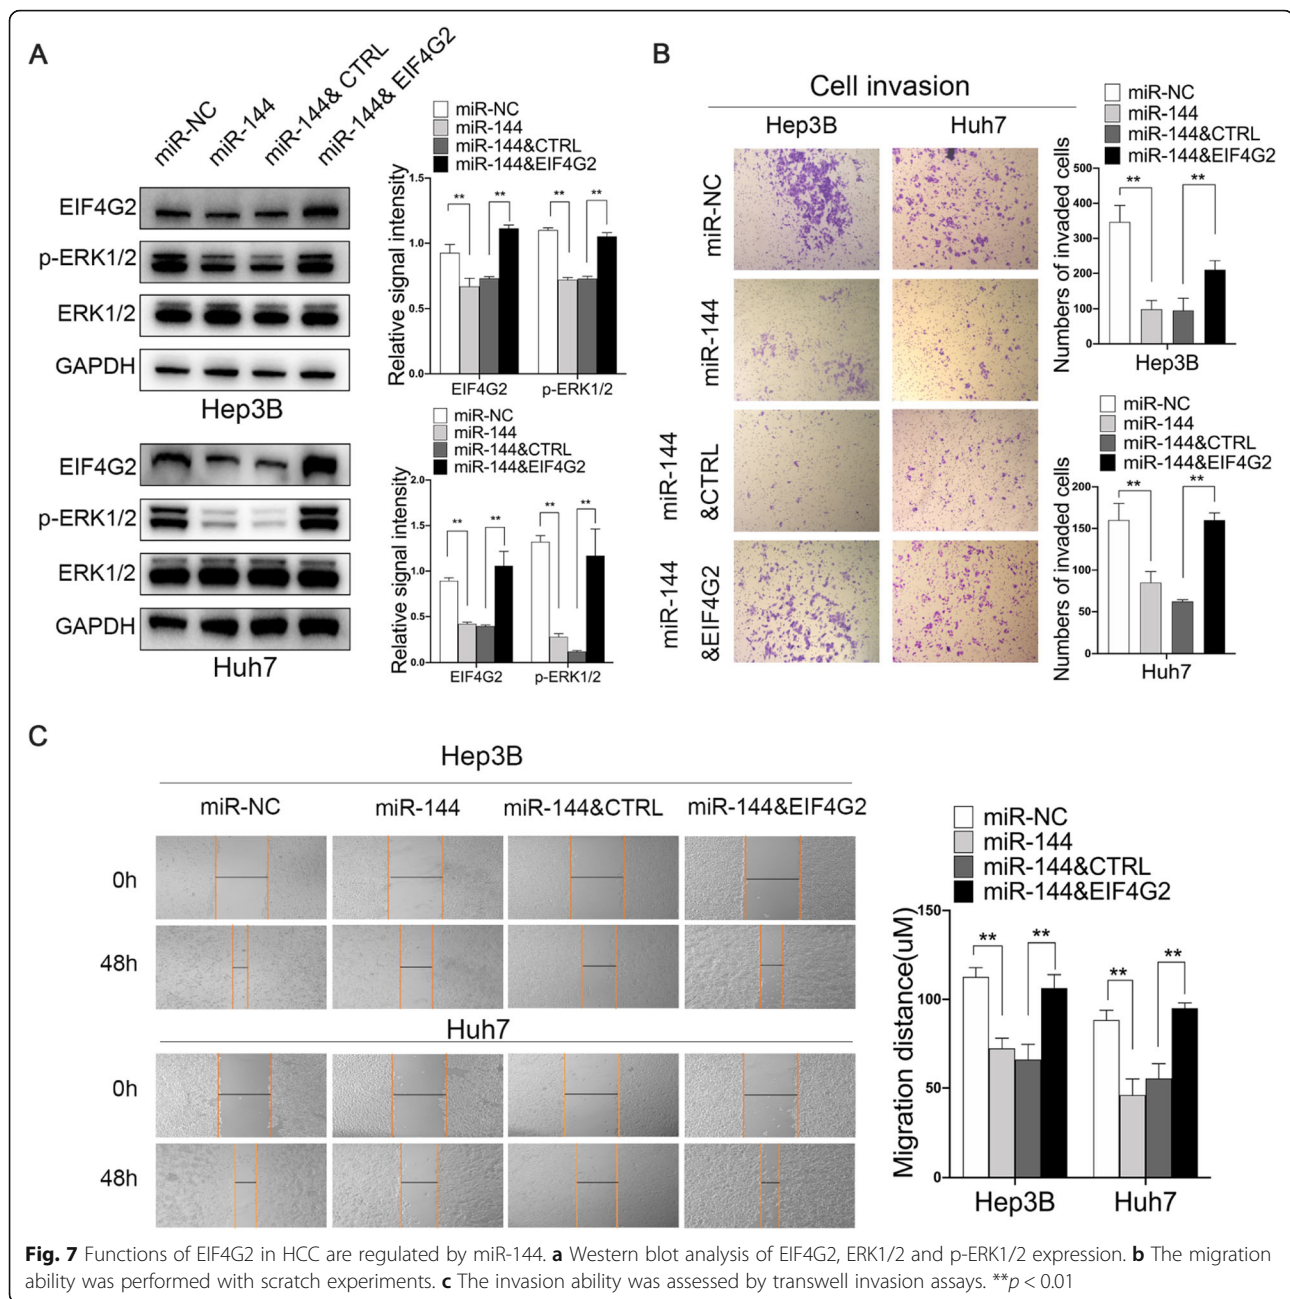 A
miR-NC
miR-144
miR-144& CTRL
miR-144& EIF4G2
EIF4G2
p-ERK1/2
ERK1/2
GAPDH
Hep3B
EIF4G2
p-ERK1/2
ERK1/2
GAPDH
Huh7
miR-NC
miR-144
miR-144&CTRL
miR-144&EIF4G2
Relative signal intensity
1.5
1.0
0.5
0.0
** ** ** **
EIF4G2 p-ERK1/2
miR-NC
miR-144
miR-144&CTRL
miR-144&EIF4G2
Relative signal intensity
2.0
1.5
1.0
0.5
0.0
** ** ** **
EIF4G2 p-ERK1/2
B
Cell invasion
Hep3B Huh7
miR-NC
miR-144
miR-144
&CTRL
miR-144
&EIF4G2
miR-NC
miR-144
miR-144&CTRL
miR-144&EIF4G2
Numbers of invaded cells
500
400
300
200
100
0
** **
Hep3B
miR-NC
miR-144
miR-144&CTRL
miR-144&EIF4G2
Numbers of invaded cells
200
150
100
50
0
** **
Huh7
C
Hep3B
miR-NC miR-144 miR-144&CTRL miR-144&EIF4G2
0h
48h
Huh7
0h
48h
miR-NC
miR-144
miR-144&CTRL
miR-144&EIF4G2
Migration distance(uM)
150
100
50
0
** ** ** **
Hep3B Huh7
Fig. 7 Functions of EIF4G2 in HCC are regulated by miR-144. a Western blot analysis of EIF4G2, ERK1/2 and p-ERK1/2 expression. b The migration
ability was performed with scratch experiments. c The invasion ability was assessed by transwell invasion assays. **p < 0.01